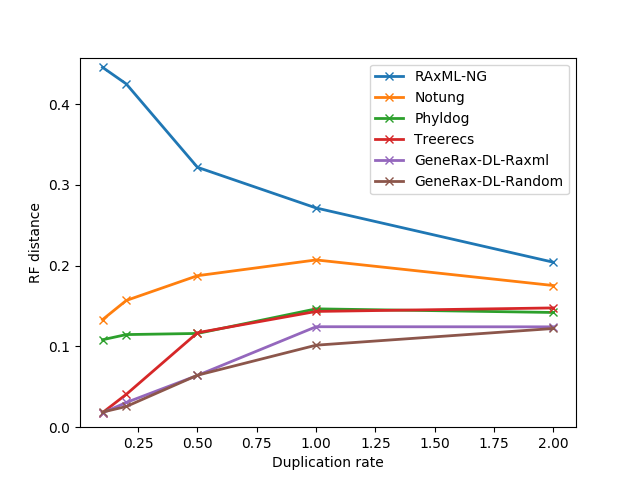 RAxML-NG
Notung
Phyldog
Treerecs
GeneRax-DL-Raxml
GeneRax-DL-Random
0.4
0.3
0.2
0.1
0.0
RF distance
0.25 0.50 0.75 1.00 1.25 1.50 1.75 2.00
Duplication rate